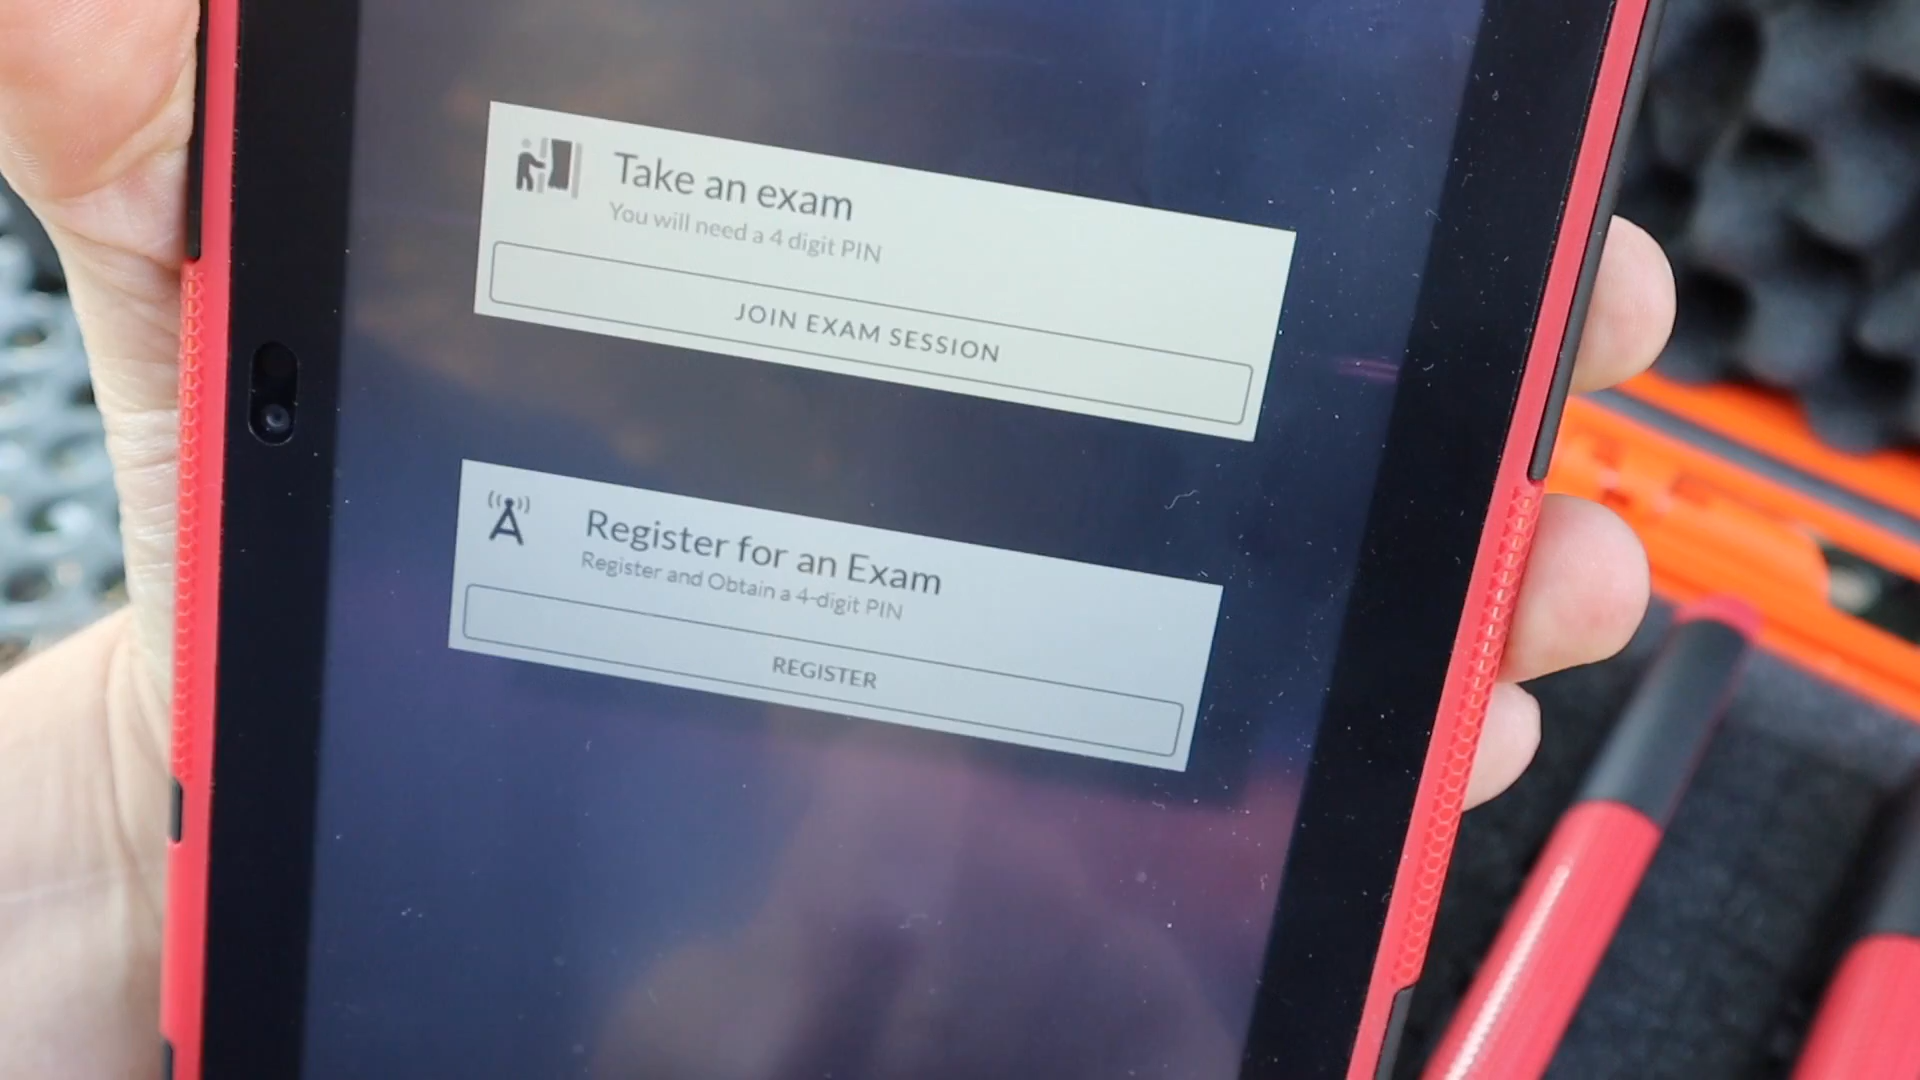 Take an exam
You will need a 4 digit PIN
JOIN EXAM SESSION
Register for an Exam
Register and Obtain a 4-digit PIN
REGISTER